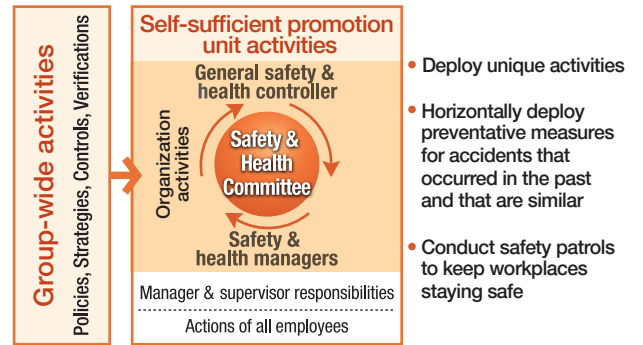 Group-wide activities
Policies, Strategies, Controls, Verifications
Self-sufficient promotion
unit activities
Organization
activities
General safety &
health controller
Safety &
Health
Committee
Safety &
health managers
Manager & supervisor responsibilities
Actions of all employees
• Deploy unique activities
• Horizontally deploy
preventative measures
for accidents that
occurred in the past
and that are similar
• Conduct safety patrols
to keep workplaces
staying safe